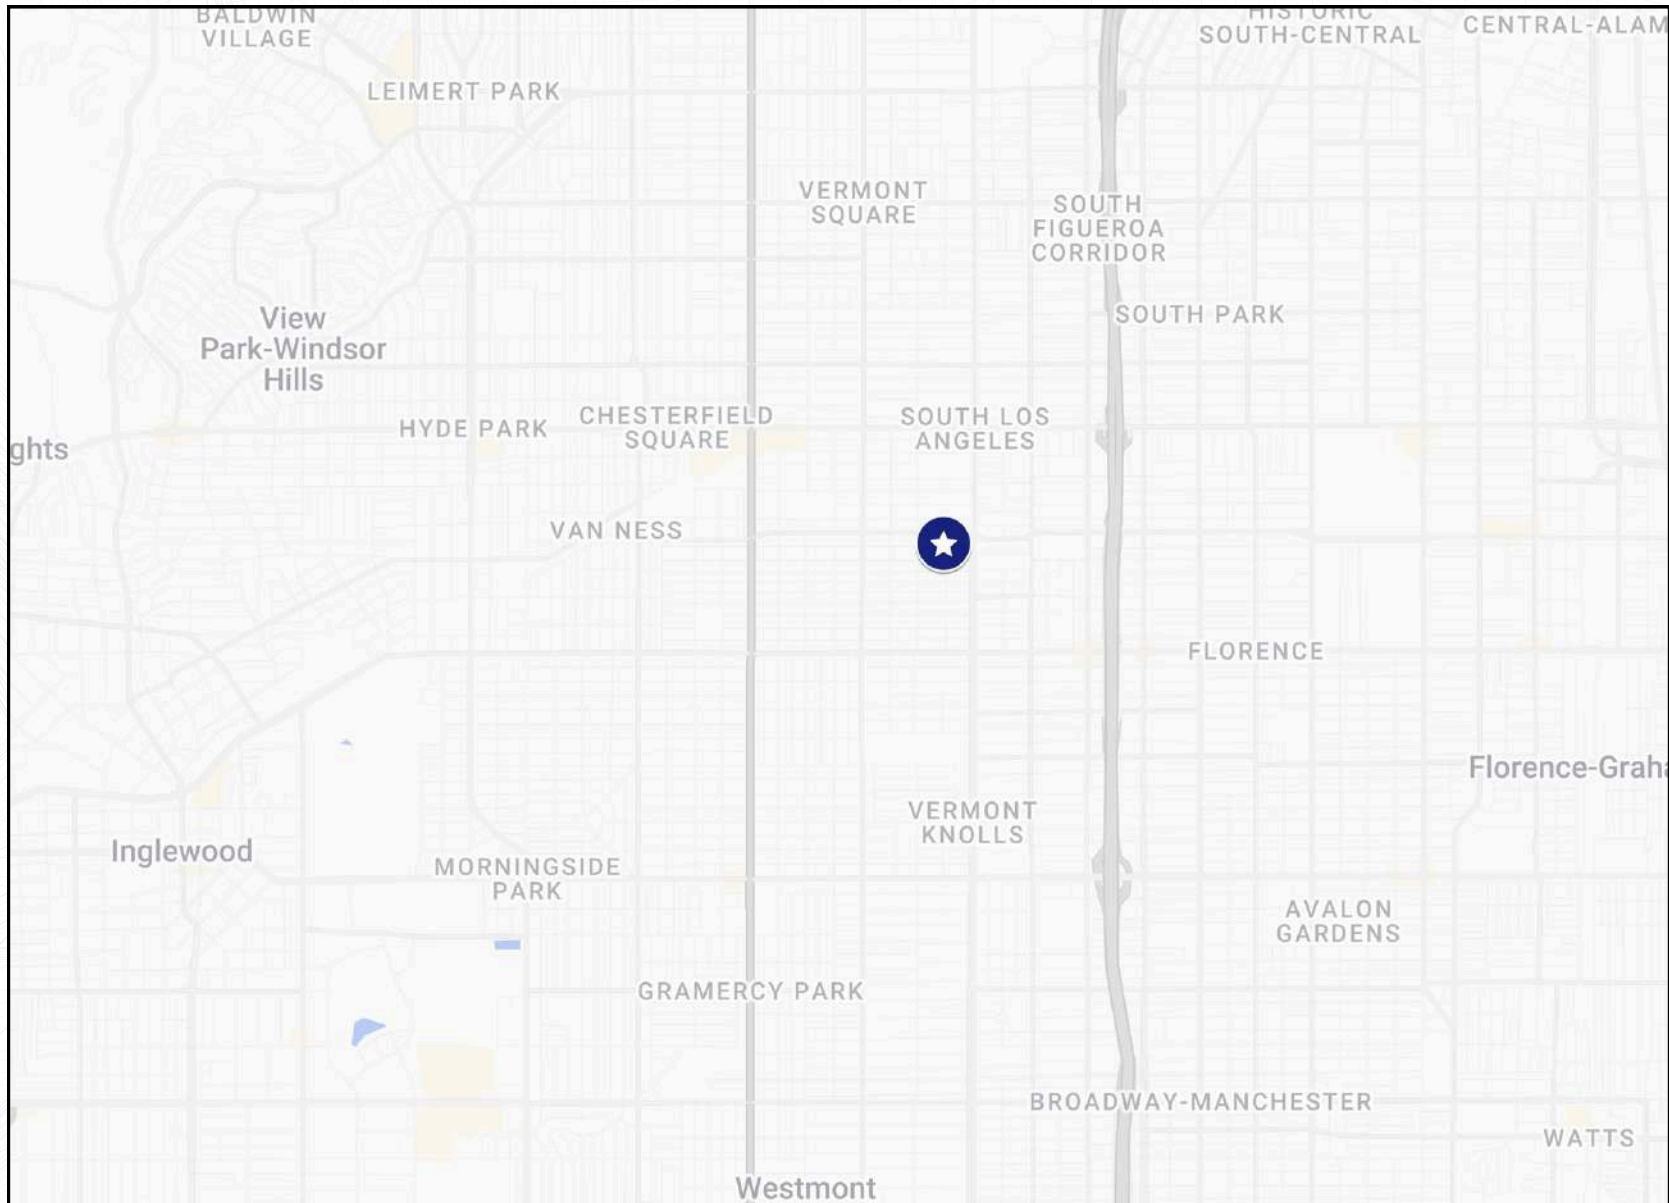 BALDWIN
VILLAGE
HISTORIC
SOUTH-CENTRAL
CENTRAL-ALAM
LEIMERT PARK
VERMONT
SQUARE
SOUTH
FIGUEROA
CORRIDOR
View
Park-Windsor
Hills
SOUTH PARK
HYDE PARK
CHESTERFIELD
SQUARE
SOUTH LOS
ANGELES
ghts
VAN NESS
FLORENCE
Florence-Graha
VERMONT
KNOLLS
Inglewood
MORNINGSIDE
PARK
AVALON
GARDENS
GRAMERCY PARK
BROADWAY-MANCHESTER
WATTS
Westmont